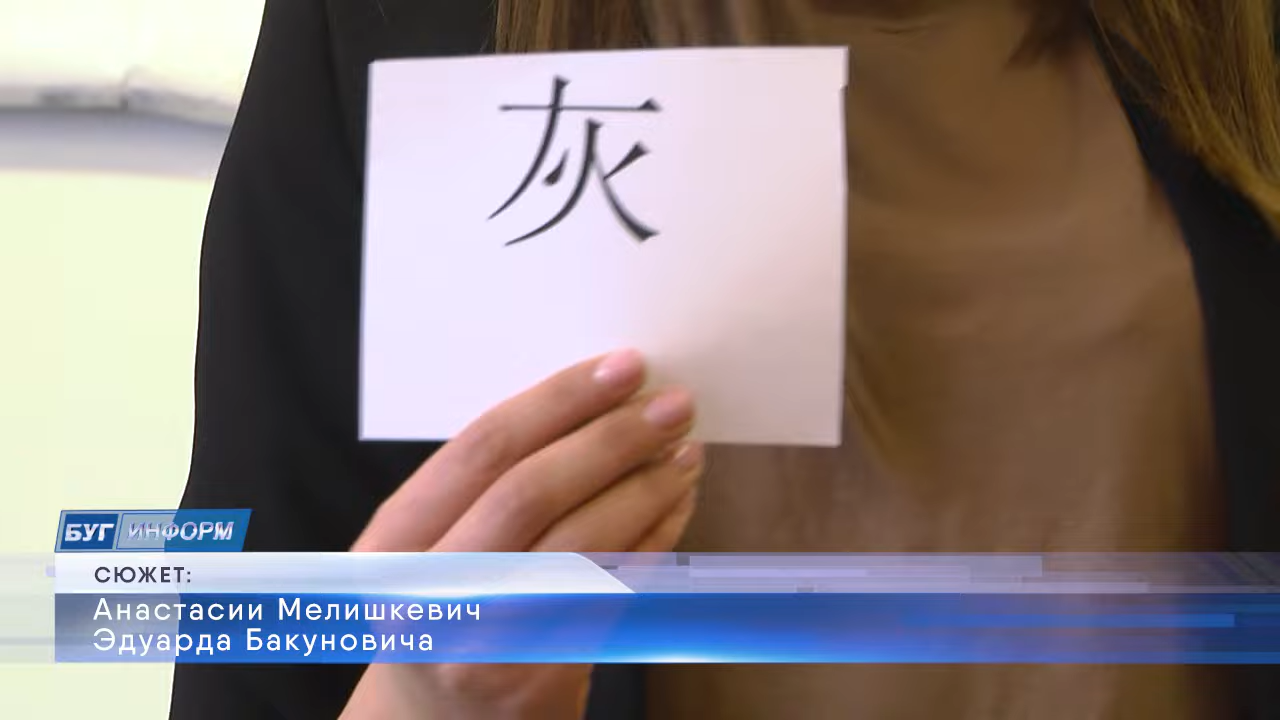 灰
БУГ ИНФОРМ
СЮЖЕТ:
Анастасии Мелишкевич
Эдуарда Бакуновича